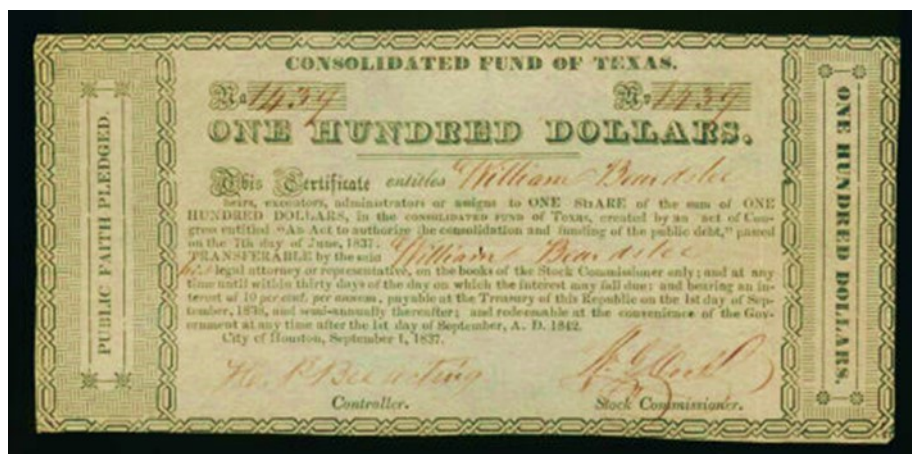 CONSOLIDATED FUND OF TEXAS.
No 1439 No 1439
ONE HUNDRED DOLLARS.
This Certificate entitles William Beardslee
heirs, executors, administrators or assigns to ONE SHARE of the sum of ONE
HUNDRED DOLLARS, in the CONSOLIDATED FUND OF TEXAS, created by an act of Con-
gress entitled "An Act to authorize the consolidation and funding of the public debt," passed
on the 7th day of June, 1837.
TRANSFERABLE by the said William Beardslee
his legal attorney or representative, on the books of the Stock Commissioner only; and at any
time until within thirty days of the day on which the interest may fall due; and bearing an in-
terest of 10 per cent. per annum, payable at the Treasury of this Republic on the 1st day of Sep-
tember, 1838, and semi-annually thereafter; and redeemable at the convenience of the Gov-
ernment at any time after the 1st day of September, A. D. 1842.
City of Houston, September 1, 1837.
acting
Controller. Stock Commissioner.
PUBLIC FAITH PLEDGED.
ONE HUNDRED DOLLARS.